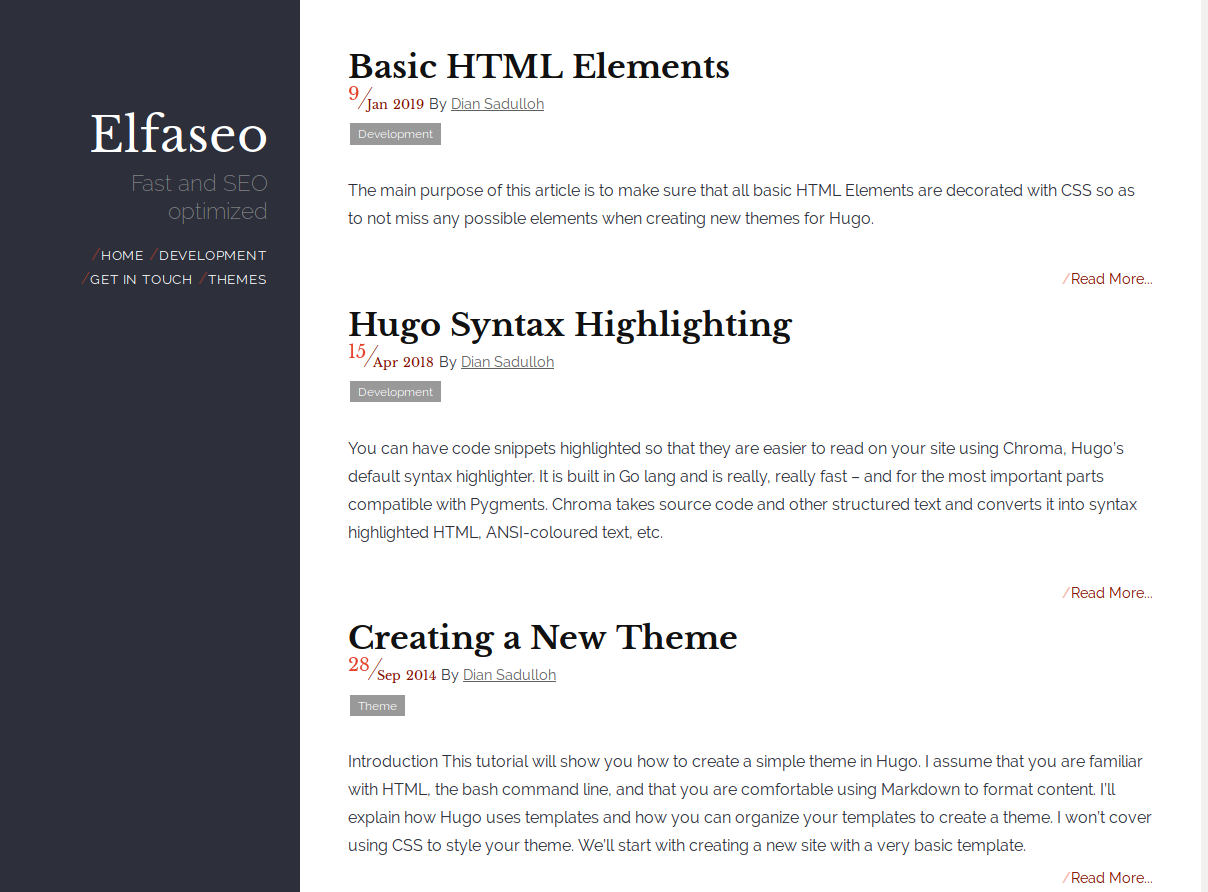 Elfaseo
Fast and SEO
optimized
/HOME /DEVELOPMENT
/GET IN TOUCH /THEMES
Basic HTML Elements
9/Jan 2019 By Dian Sadulloh
Development
The main purpose of this article is to make sure that all basic HTML Elements are decorated with CSS so as
to not miss any possible elements when creating new themes for Hugo.
/Read More...
Hugo Syntax Highlighting
15/Apr 2018 By Dian Sadulloh
Development
You can have code snippets highlighted so that they are easier to read on your site using Chroma, Hugo's
default syntax highlighter. It is built in Go lang and is really, really fast – and for the most important parts
compatible with Pygments. Chroma takes source code and other structured text and converts it into syntax
highlighted HTML, ANSI-coloured text, etc.
/Read More...
Creating a New Theme
28/Sep 2014 By Dian Sadulloh
Theme
Introduction This tutorial will show you how to create a simple theme in Hugo. I assume that you are familiar
with HTML, the bash command line, and that you are comfortable using Markdown to format content. I'll
explain how Hugo uses templates and how you can organize your templates to create a theme. I won't cover
using CSS to style your theme. We'll start with creating a new site with a very basic template.
/Read More...